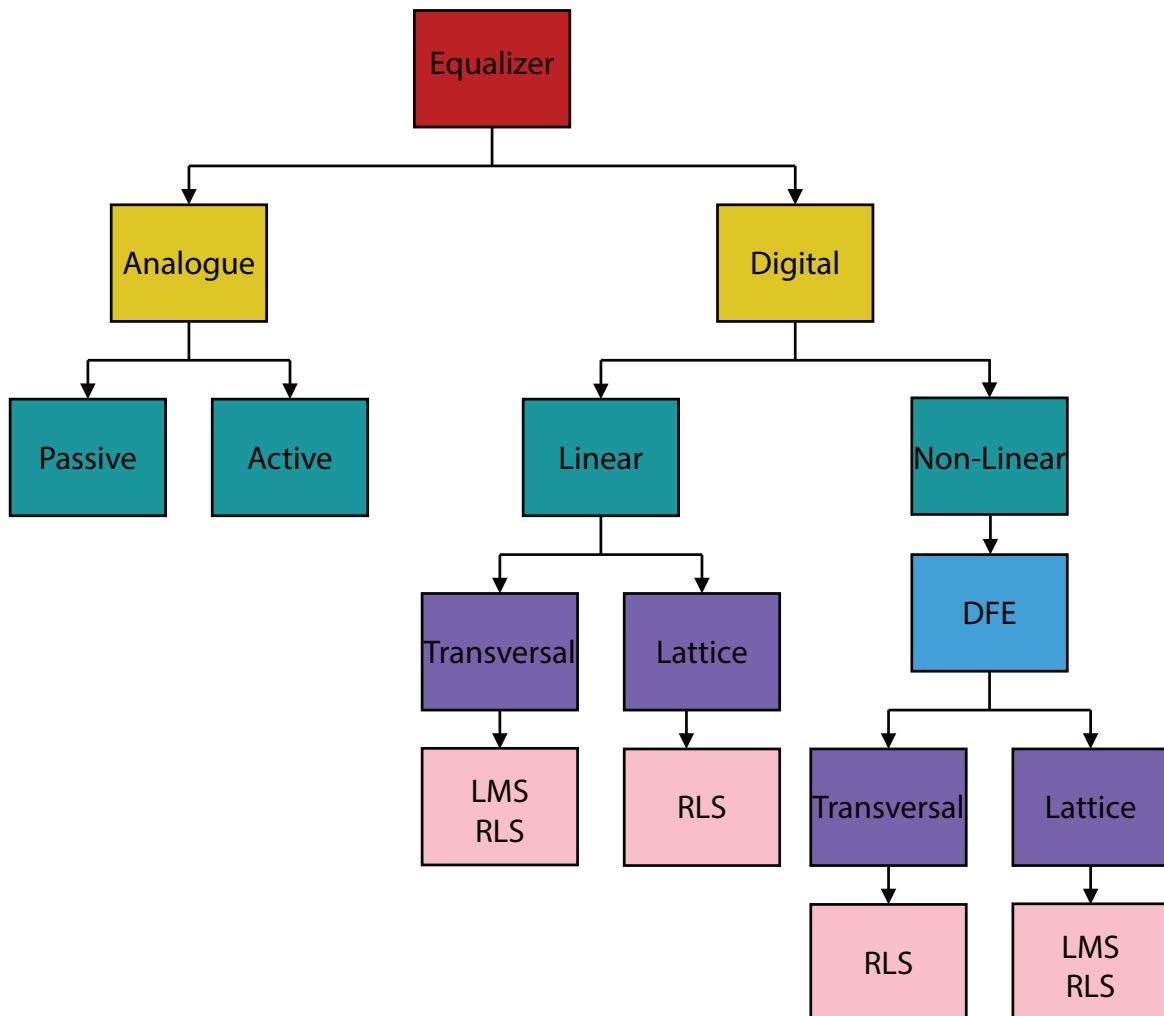 Equalizer
Analogue
Digital
Passive
Active
Linear
Non-Linear
DFE
Transversal
Lattice
LMS
RLS
RLS
Transversal
Lattice
RLS
LMS
RLS